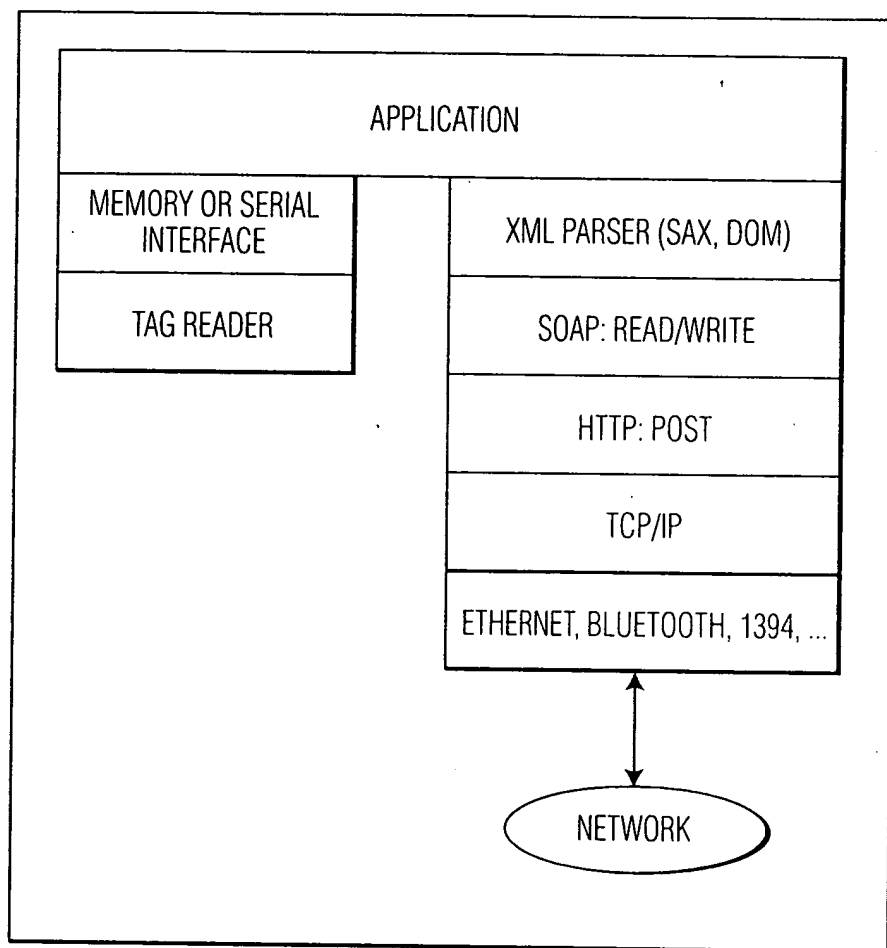 APPLICATION
MEMORY OR SERIAL
INTERFACE
TAG READER
XML PARSER (SAX, DOM)
SOAP: READ/WRITE
HTTP: POST
TCP/IP
ETHERNET, BLUETOOTH, 1394, ...
NETWORK